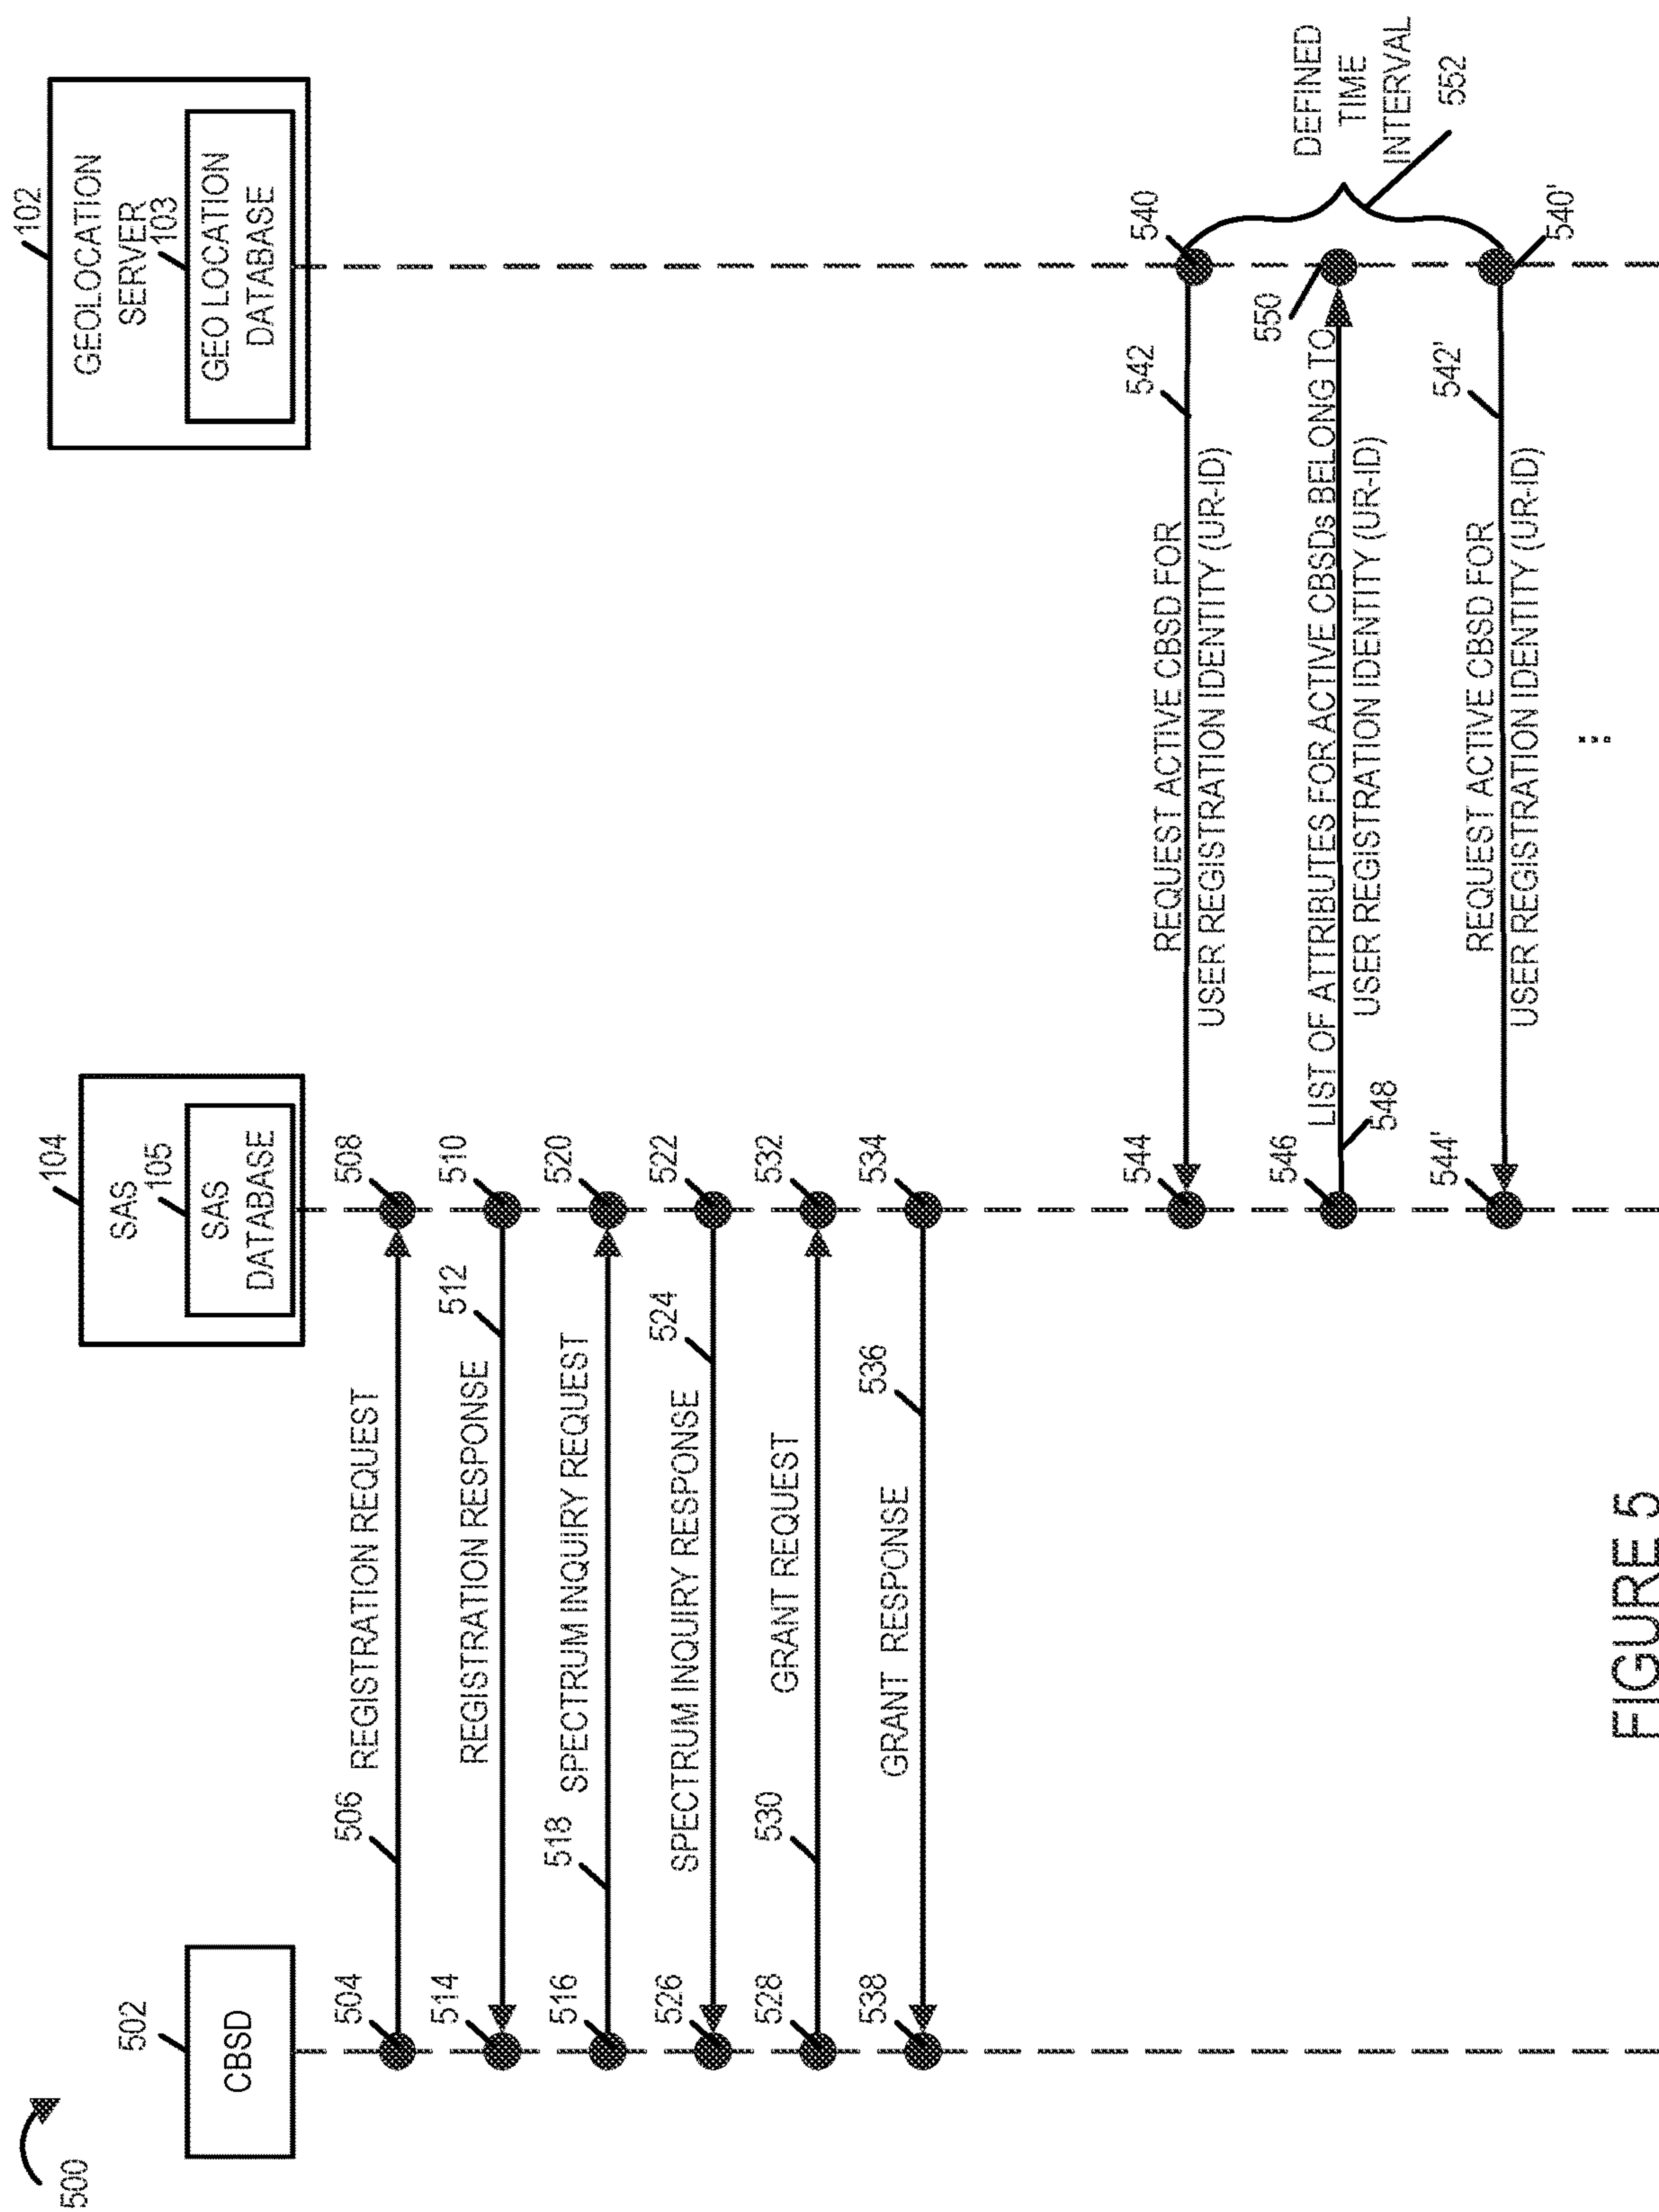 500
502
CBSD
104
SAS
105
SAS
DATABASE
102
GEOLOCATION
SERVER
103
GEO LOCATION
DATABASE
504
506
REGISTRATION REQUEST
508
514
REGISTRATION RESPONSE
512
510
516
518
SPECTRUM INQUIRY REQUEST
520
526
SPECTRUM INQUIRY RESPONSE
524
522
528
530
GRANT REQUEST
532
538
GRANT RESPONSE
536
534
544
REQUEST ACTIVE CBSD FOR
USER REGISTRATION IDENTITY (UR-ID)
542
540
546
548
LIST OF ATTRIBUTES FOR ACTIVE CBSDs BELONG TO
USER REGISTRATION IDENTITY (UR-ID)
550
DEFINED
TIME
INTERVAL
552
544'
REQUEST ACTIVE CBSD FOR
USER REGISTRATION IDENTITY (UR-ID)
542'
540'
FIGURE 5